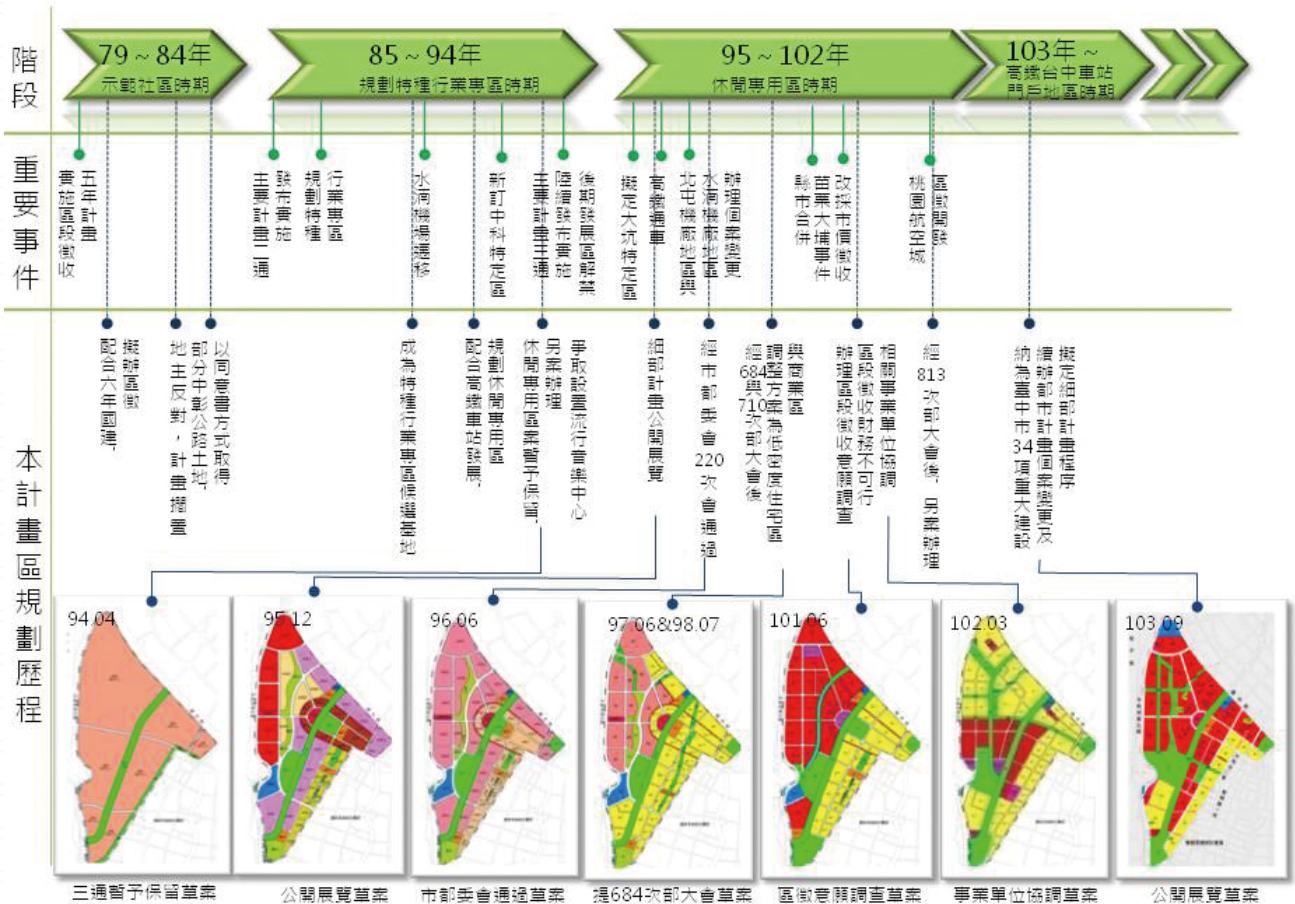 階段
79～84年
示範社區時期
85～94年
規劃特種行業專區時期
95～102年
休閒專用區時期
103年～
高鐵台中車站
門戶地區時期
重要事件
五年計畫
實施區段徵收
發布實施
主要計畫二通
行業專區
規劃特種
水湳機場遷移
新訂中科特定區
後期發展區解禁
陸續發布實施
主要計畫三通
擬定大坑特定區
高鐵通車
辦理個案變更
水湳機廠地區
北屯機廠地區與
改採市價徵收
苗栗大埔事件
縣市合併
區徵開發
桃園航空城
本計畫區規劃歷程
擬辦區徵
配合六年國建,
地主反對，計畫擱置
以同意書方式取得
部分中彰公路土地,
成為特種行業專區候選基地
規劃休閒專用區
配合高鐵車站發展,
爭取設置流行音樂中心
另案辦理
休閒專用區案暫予保留,
細部計畫公開展覽
經市都委會220次會通過
與商業區
調整方案為低密度住宅區
經684與710次部大會後
相關事業單位協調
區段徵收財務不可行
辦理區段徵收意願調查
經813次部大會後，另案辦理
擬定細部計畫程序
續辦都市計畫個案變更及
納為臺中市34項重大建設
94.04
95.12
96.06
97.06&98.07
101.06
102.03
103.09
三通暫予保留草案
公開展覽草案
市都委會通過草案
提684次部大會草案
區徵意願調查草案
事業單位協調草案
公開展覽草案